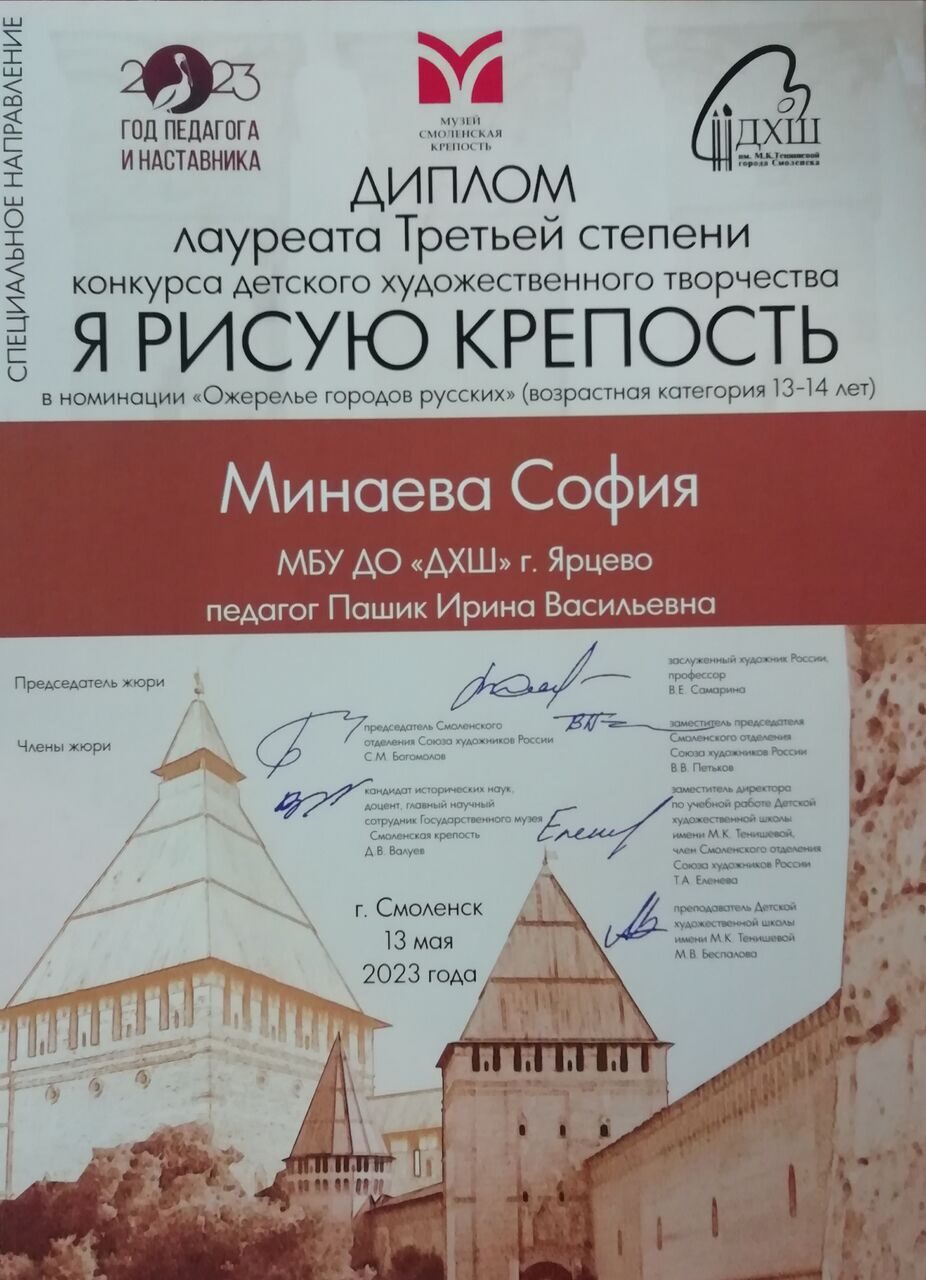 СПЕЦИАЛЬНОЕ НАПРАВЛЕНИЕ
2023
ГОД ПЕДАГОГА
И НАСТАВНИКА
МУЗЕЙ
СМОЛЕНСКАЯ
КРЕПОСТЬ
ДХШ
им. М.К.Тенишевой
города Смоленска
ДИПЛОМ
лауреата Третьей степени
конкурса детского художественного творчества
Я РИСУЮ КРЕПОСТЬ
в номинации «Ожерелье городов русских» (возрастная категория 13-14 лет)
Минаева София
МБУ ДО «ДХШ» г. Ярцево
педагог Пашик Ирина Васильевна
Председатель жюри
заслуженный художник России,
профессор
В.Е. Самарина
Члены жюри
председатель Смоленского
отделения Союза художников России
С.М. Богомолов
заместитель председателя
Смоленского отделения
Союза художников России
В.В. Петьков
кандидат исторических наук,
доцент, главный научный
сотрудник Государственного музея
Смоленская крепость
Д.В. Валуев
заместитель директора
по учебной работе Детской
художественной школы
имени М.К. Тенишевой,
член Смоленского отделения
Союза художников России
Т.А. Еленева
преподаватель Детской
художественной школы
имени М.К. Тенишевой
М.В. Беспалова
г. Смоленск
13 мая
2023 года